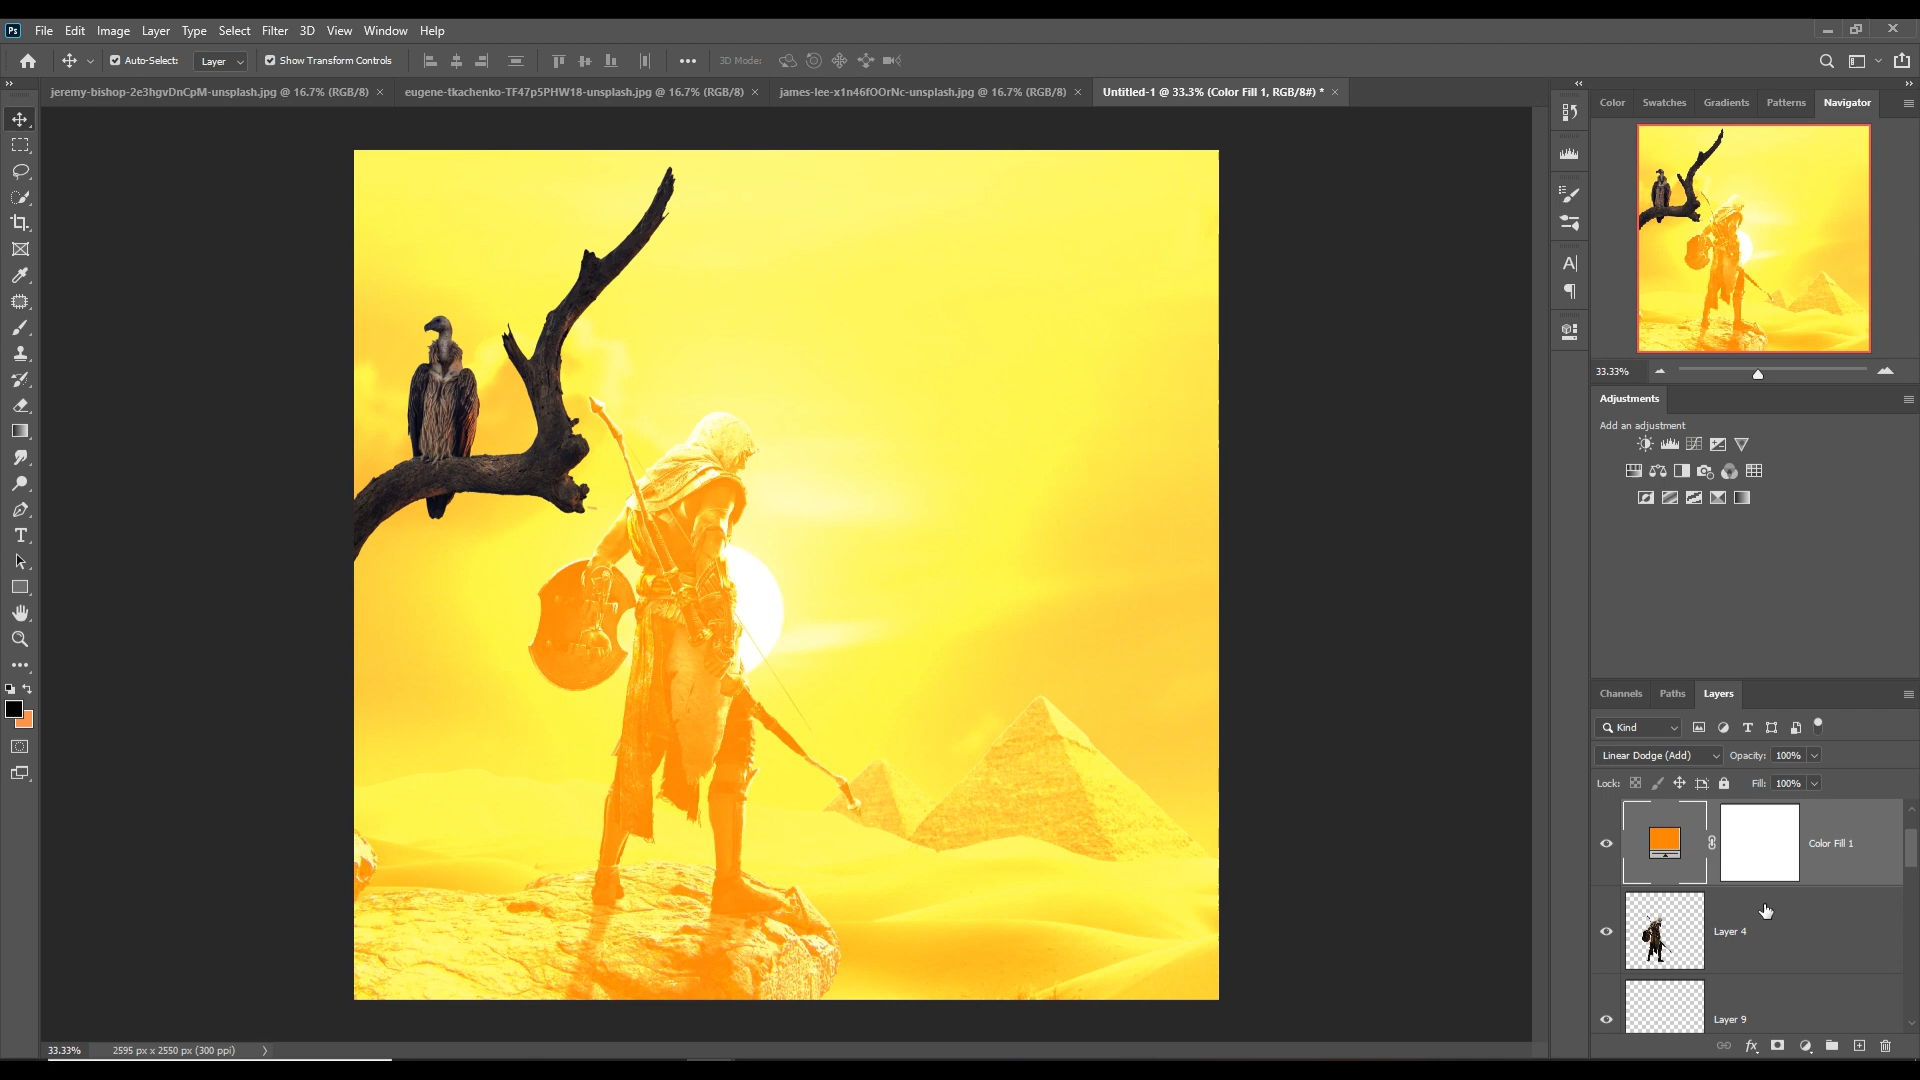 Ps File Edit Image Layer Type Select Filter 3D View Window Help
Auto-Select: Layer Show Transform Controls 3D Mode:
jeremy-bishop-2e3hgvDnCpM-unsplash.jpg @ 16.7% (RGB/8) eugene-tkachenko-TF47p5PHW18-unsplash.jpg @ 16.7% (RGB/8) james-lee-x1n46fOOrNc-unsplash.jpg @ 16.7% (RGB/8) Untitled-1 @ 33.3% (Color Fill 1, RGB/8#) *
Color Swatches Gradients Patterns Navigator
33.33%
Adjustments
Add an adjustment
Channels Paths Layers
Kind
Linear Dodge (Add) Opacity: 100%
Lock: Fill: 100%
Color Fill 1
Layer 4
Layer 9
33.33% 2595 px x 2550 px (300 ppi)